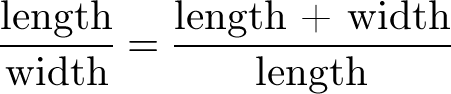 length / width = length + width / length